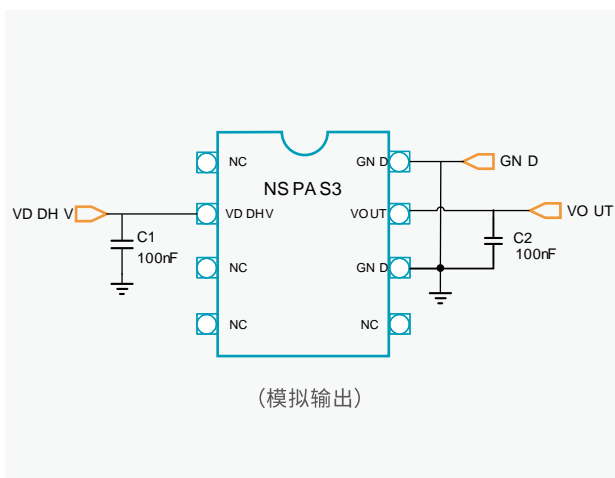 NC
GN D
GN D
NS PA S3
VD DH V
VD DH V
VO UT
VO UT
C1
100nF
C2
100nF
NC
GN D
NC
NC
（模拟输出）